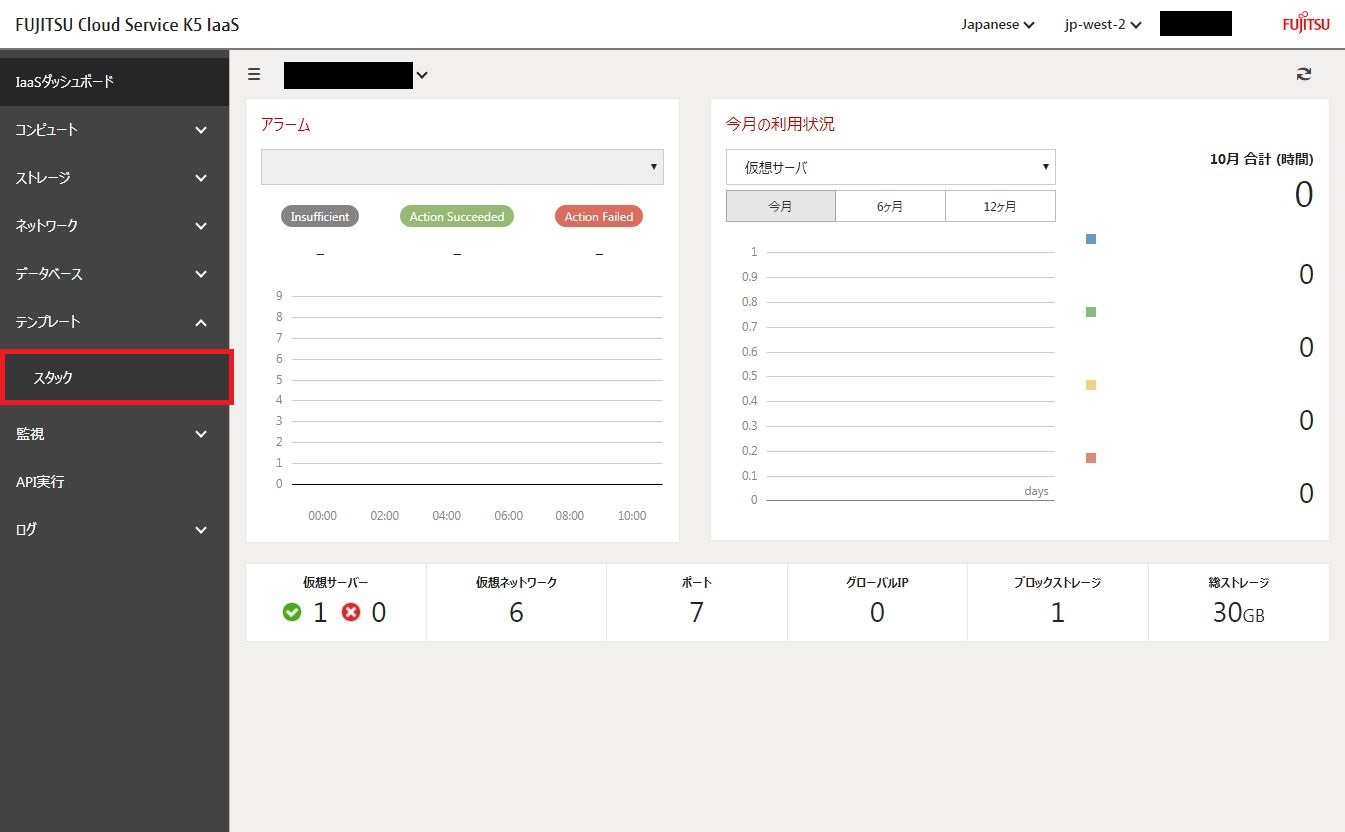 FUJITSU Cloud Service K5 IaaS
Japanese
jp-west-2
FUJITSU
IaaSダッシュボード
コンピュート
ストレージ
ネットワーク
データベース
テンプレート
スタック
監視
API実行
ログ
アラーム
Insufficient
Action Succeeded
Action Failed
–
–
–
9
8
7
6
5
4
3
2
1
0
00:00
02:00
04:00
06:00
08:00
10:00
今月の利用状況
仮想サーバ
今月
6ヶ月
12ヶ月
1
0.9
0.8
0.7
0.6
0.5
0.4
0.3
0.2
0.1
0
days
10月 合計 (時間)
0
0
0
0
0
仮想サーバー
1
0
仮想ネットワーク
6
ポート
7
グローバルIP
0
ブロックストレージ
1
総ストレージ
30GB